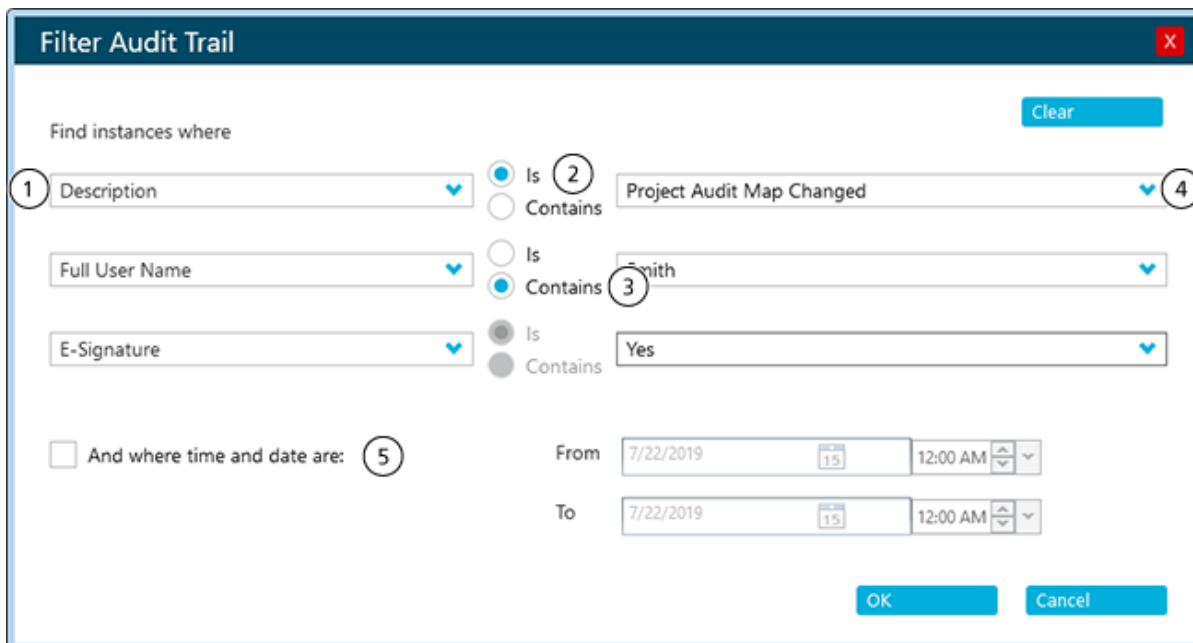 Filter Audit Trail X
Clear
Find instances where
1 Description Is 2 Project Audit Map Changed 4
Contains
Full User Name Is Smith
Contains 3
E-Signature Is Yes
Contains
And where time and date are: 5 From 7/22/2019 15 12:00 AM
To 7/22/2019 15 12:00 AM
OK Cancel